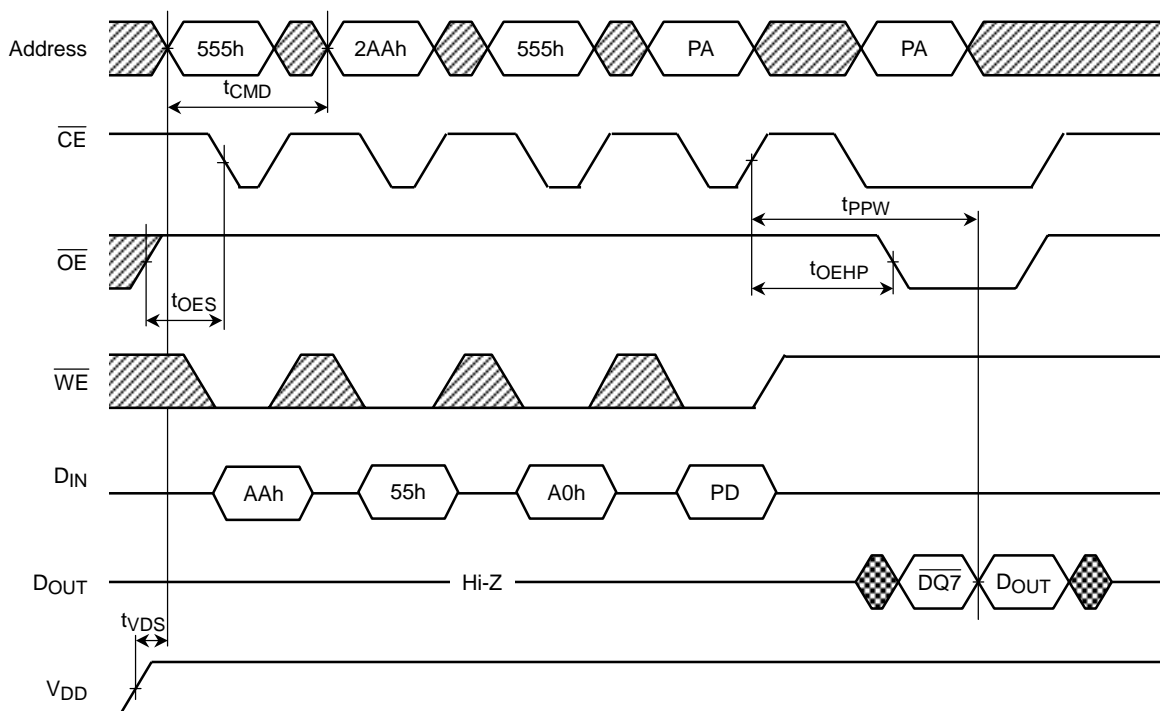 Address 555h 2AAh 555h PA PA
tCMD
CE
tPPW
OE
tOEHP
tOES
WE
DIN AAh 55h A0h PD
DOUT Hi-Z DQ7 DOUT
tVDS
VDD